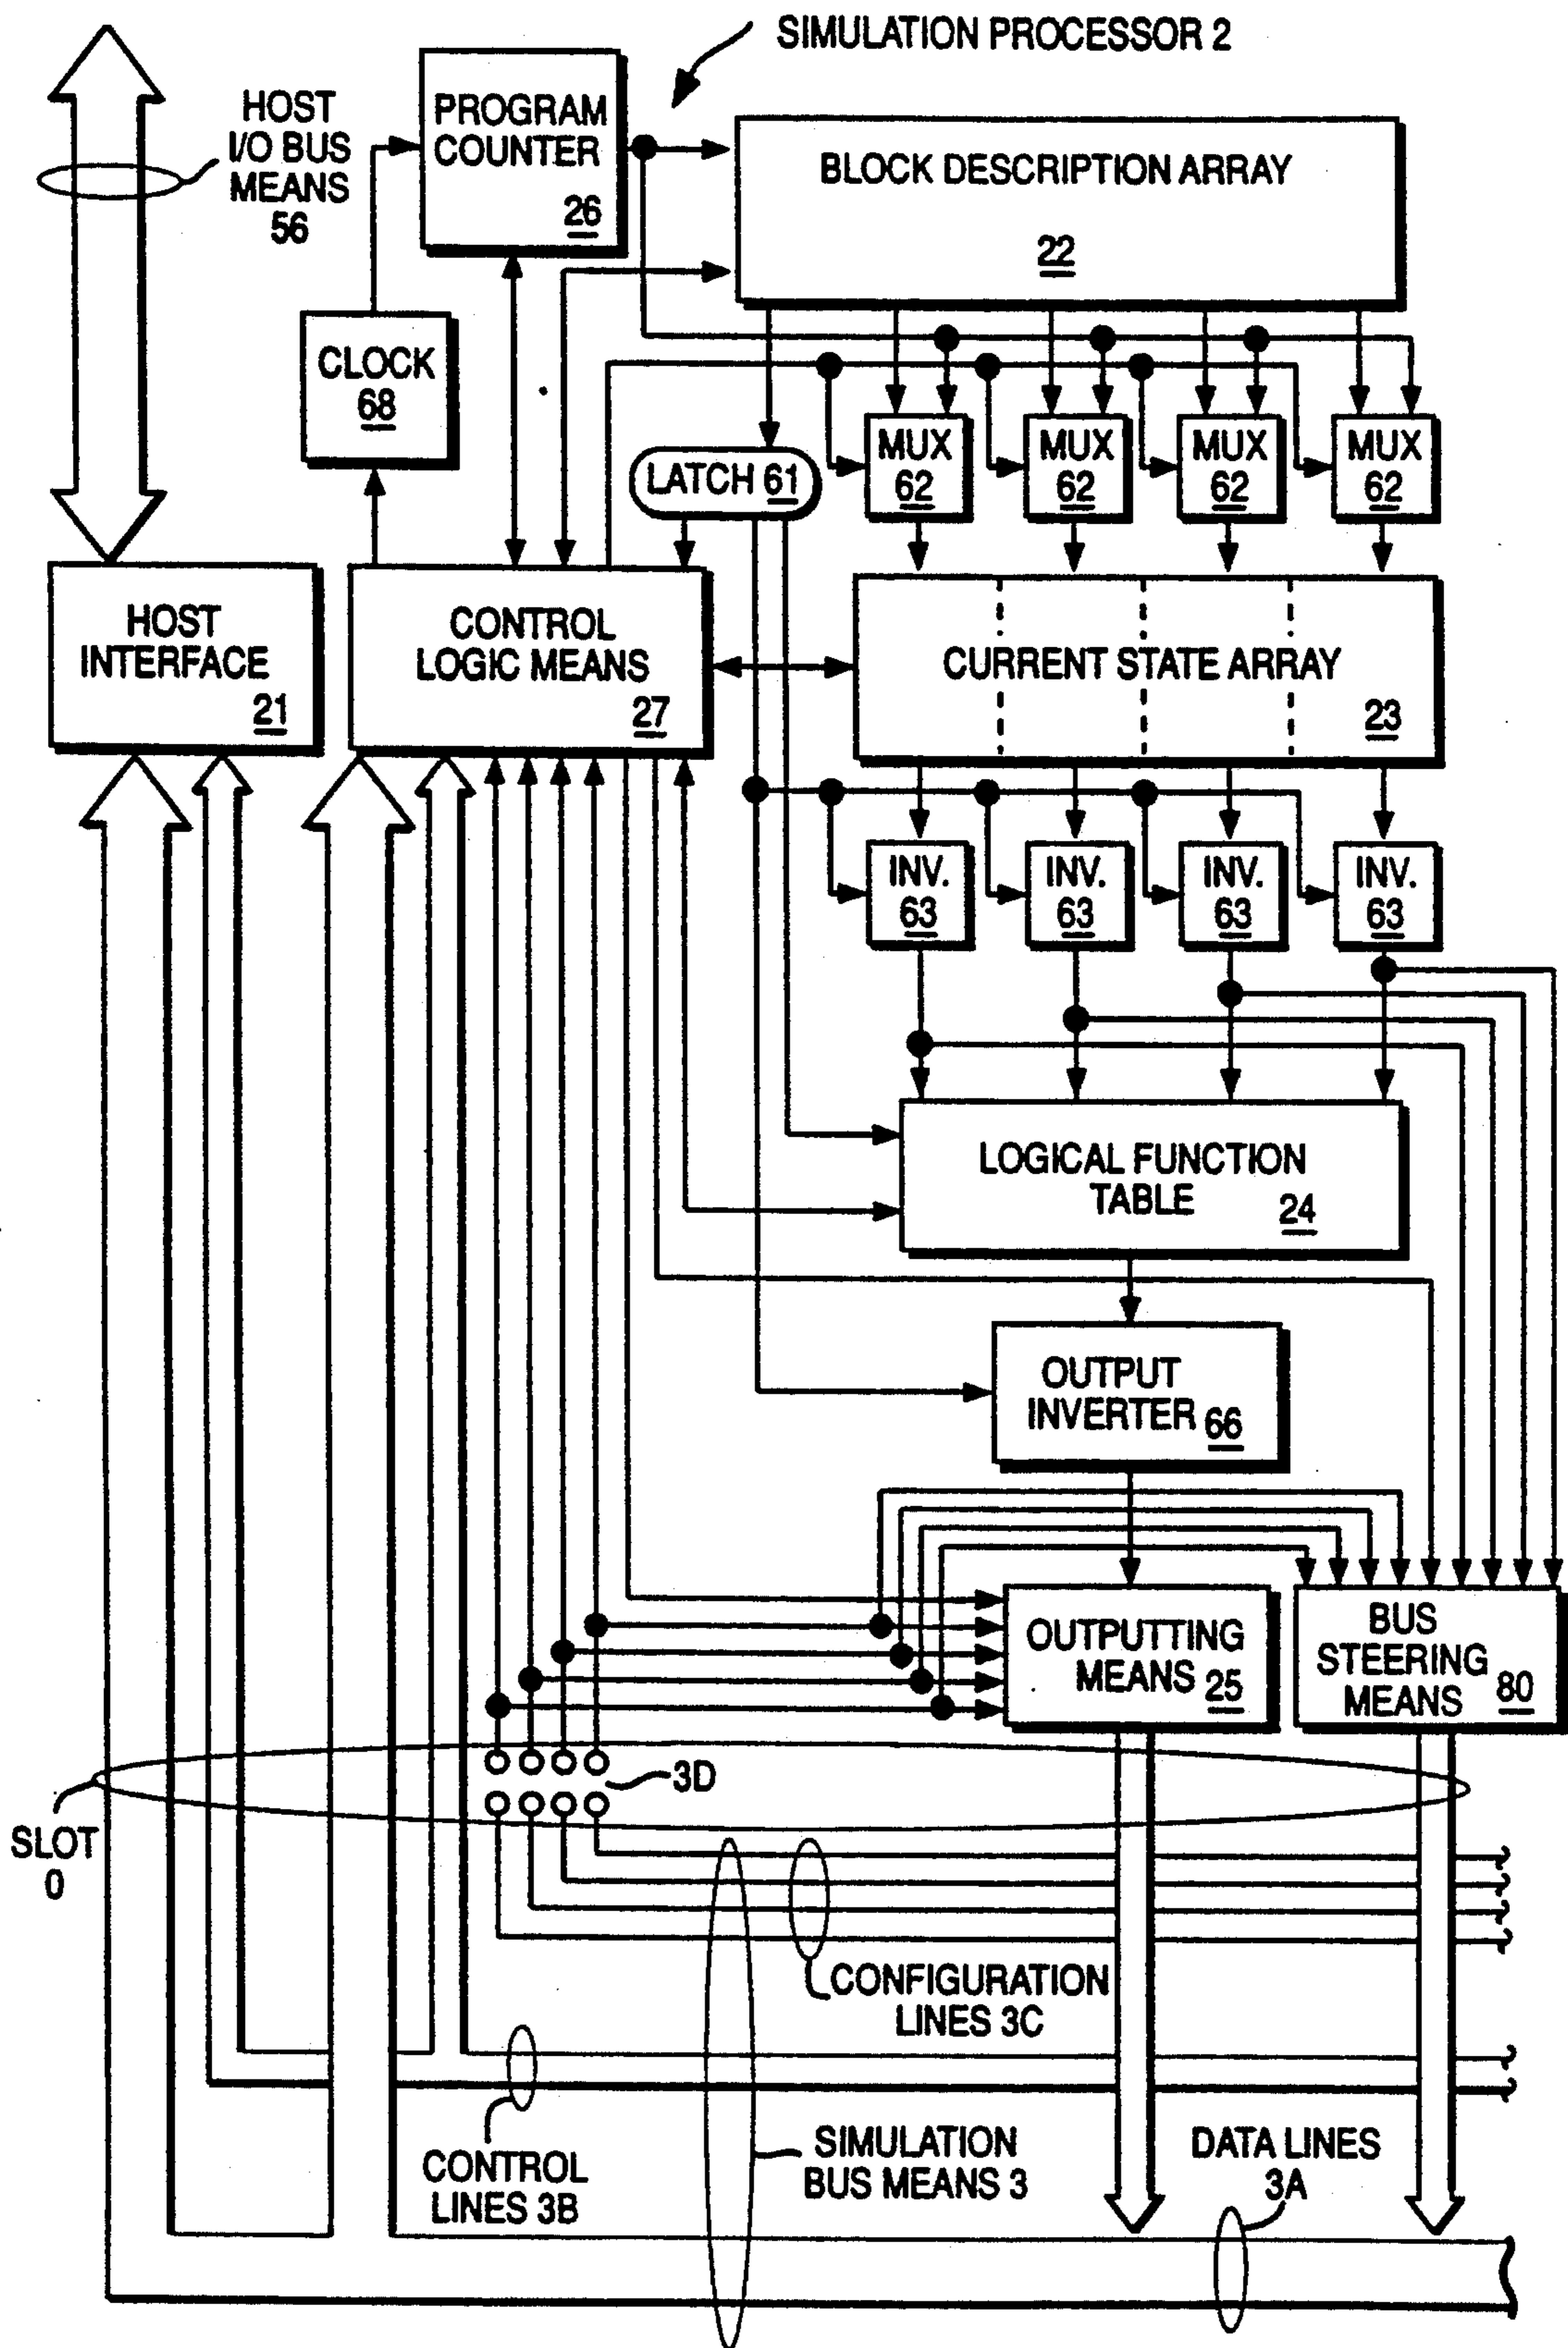 SIMULATION PROCESSOR 2
HOST
I/O BUS
MEANS
56
PROGRAM
COUNTER
26
BLOCK DESCRIPTION ARRAY
22
CLOCK
68
LATCH 61
MUX
62
MUX
62
MUX
62
MUX
62
HOST
INTERFACE
21
CONTROL
LOGIC MEANS
27
CURRENT STATE ARRAY
23
INV.
63
INV.
63
INV.
63
INV.
63
LOGICAL FUNCTION
TABLE
24
OUTPUT
INVERTER 66
OUTPUTTING
MEANS 25
BUS
STEERING
MEANS 80
3D
SLOT
0
CONFIGURATION
LINES 3C
CONTROL
LINES 3B
SIMULATION
BUS MEANS 3
DATA LINES
3A